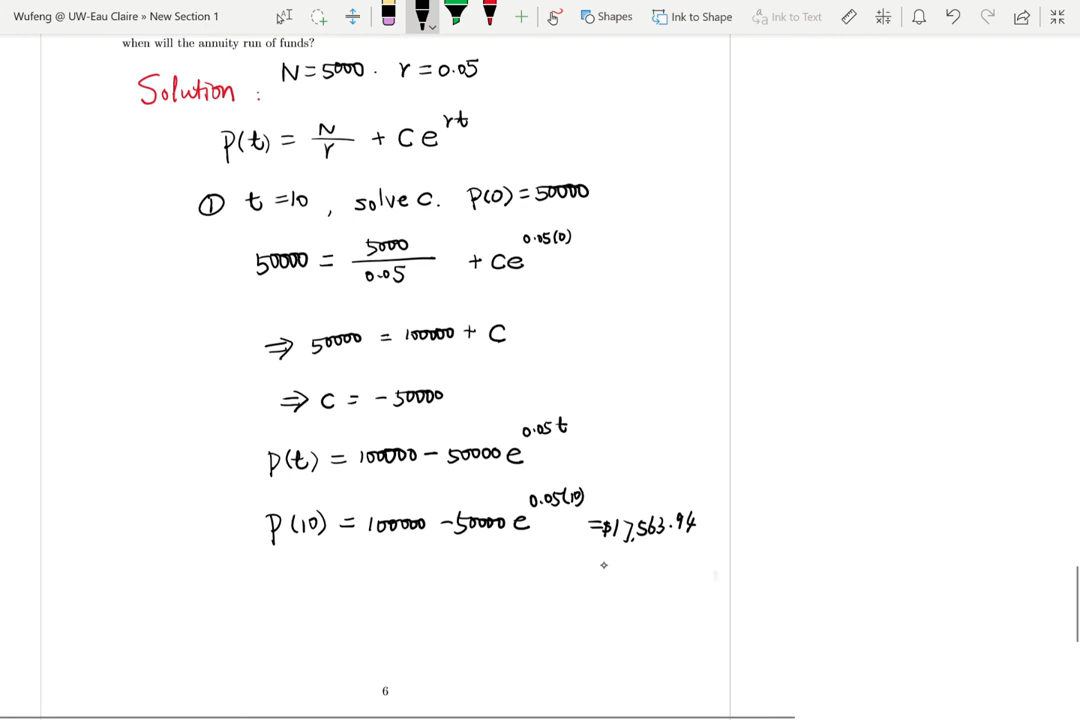 Wufeng @ UW-Eau Claire » New Section 1
Shapes Ink to Shape Ink to Text
when will the annuity run of funds?
N = 5000. r = 0.05
Solution :
P(t) = N/r + Ce^{rt}
① t = 10, solve C. P(0) = 50000
50000 = 5000/0.05 + Ce^{0.05(0)}
⇒ 50000 = 100000 + C
⇒ C = -50000
P(t) = 100000 - 50000 e^{0.05t}
P(10) = 100000 - 50000 e^{0.05(10)} = $17,563.94
6